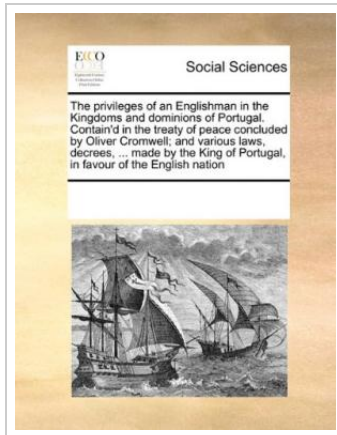 ECCO
Social Sciences
The privileges of an Englishman in the
Kingdoms and dominions of Portugal.
Contain'd in the treaty of peace concluded
by Oliver Cromwell; and various laws,
decrees, ... made by the King of Portugal,
in favour of the English nation